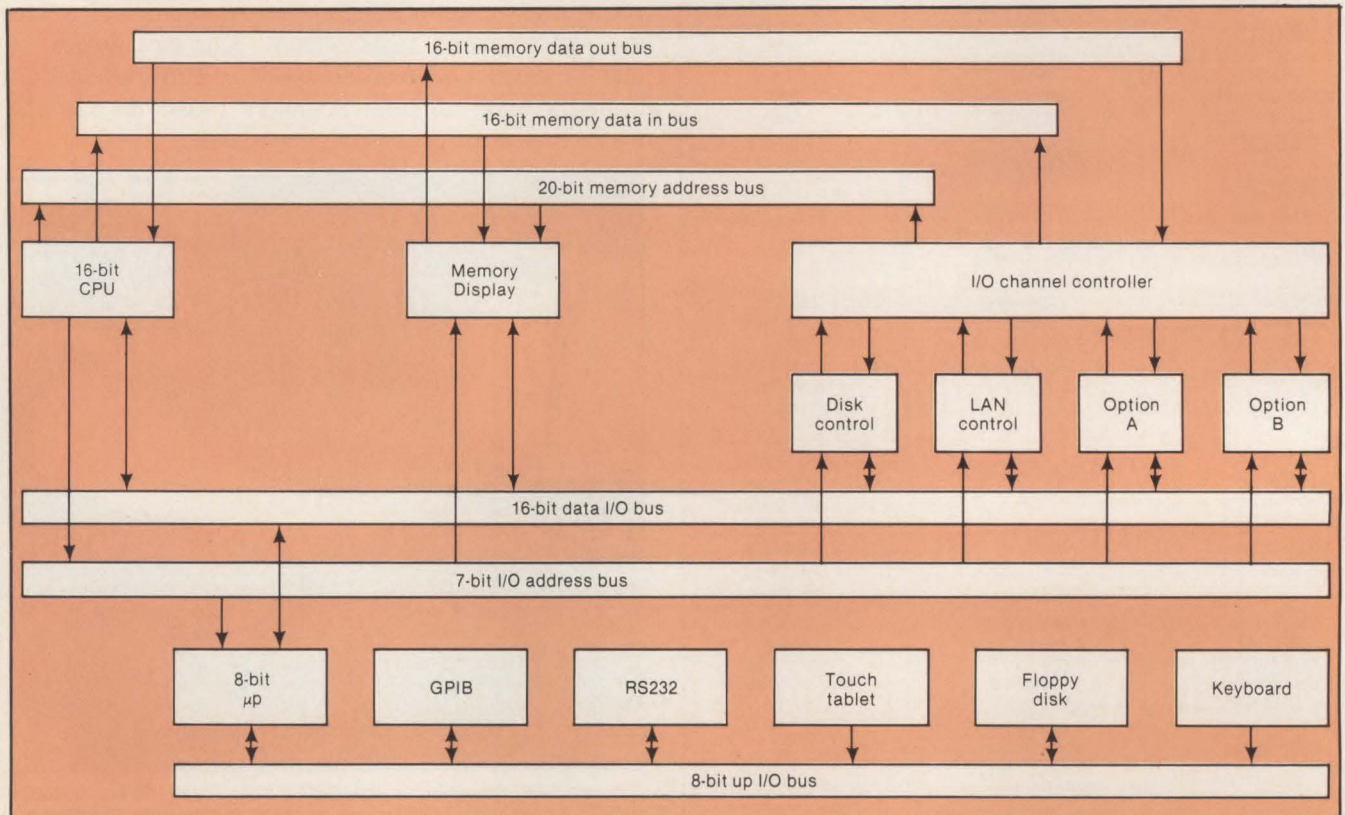 16-bit memory data out bus
16-bit memory data in bus
20-bit memory address bus
16-bit
CPU
Memory
Display
I/O channel controller
Disk
control
LAN
control
Option
A
Option
B
16-bit data I/O bus
7-bit I/O address bus
8-bit
μp
GPIB
RS232
Touch
tablet
Floppy
disk
Keyboard
8-bit up I/O bus